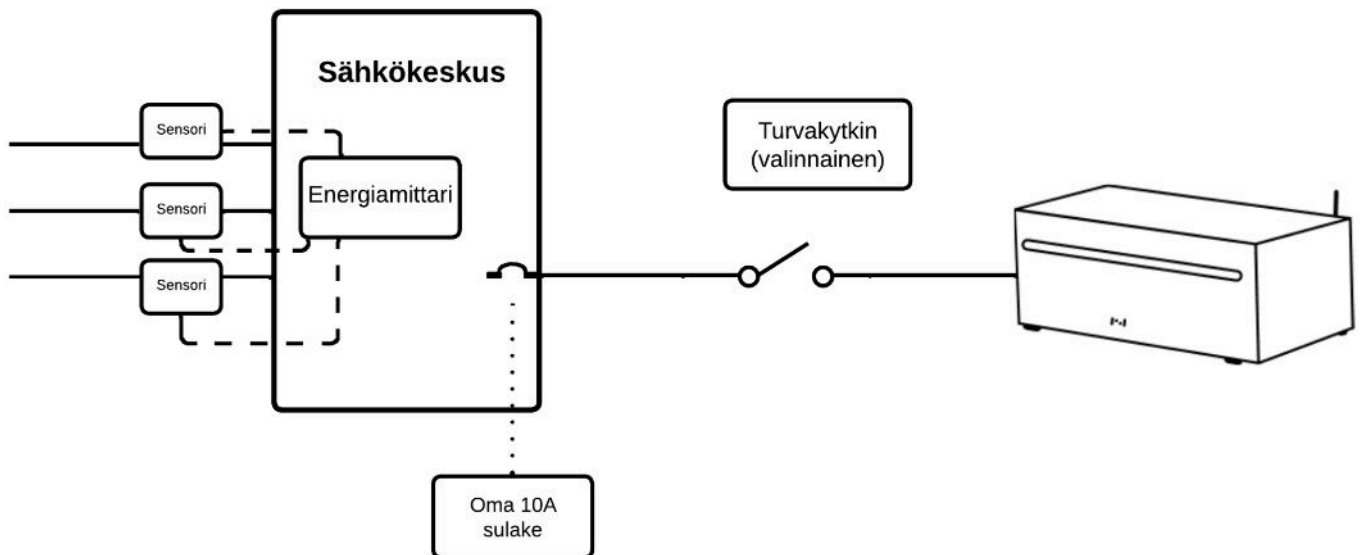 Sähkökeskus
Sensori
Sensori
Sensori
Energiamittari
Turvakytkin
(valinnainen)
Oma 10A
sulake